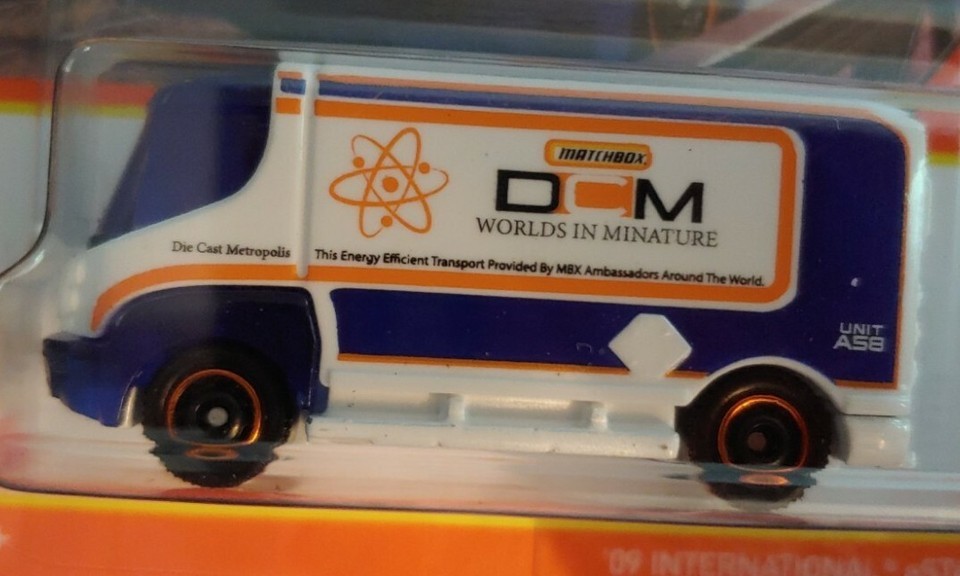 MATCHBOX
DCM
WORLDS IN MINATURE
Die Cast Metropolis
This Energy Efficient Transport Provided By MBX Ambassadors Around The World.
UNIT
A58
'09 INTERNATIONAL